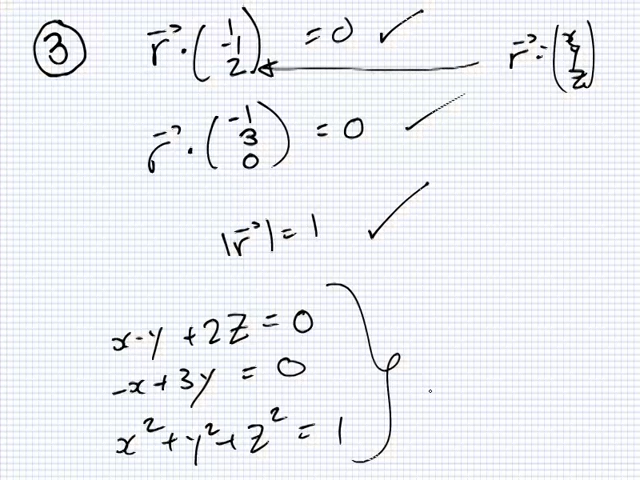 ③ r⃗ · (1 -1 2) = 0 ✓ r⃗ = (x y z)
r⃗ · (-1 3 0) = 0 ✓
|r⃗| = 1 ✓
x - y + 2z = 0
-x + 3y = 0
x² + y² + z² = 1